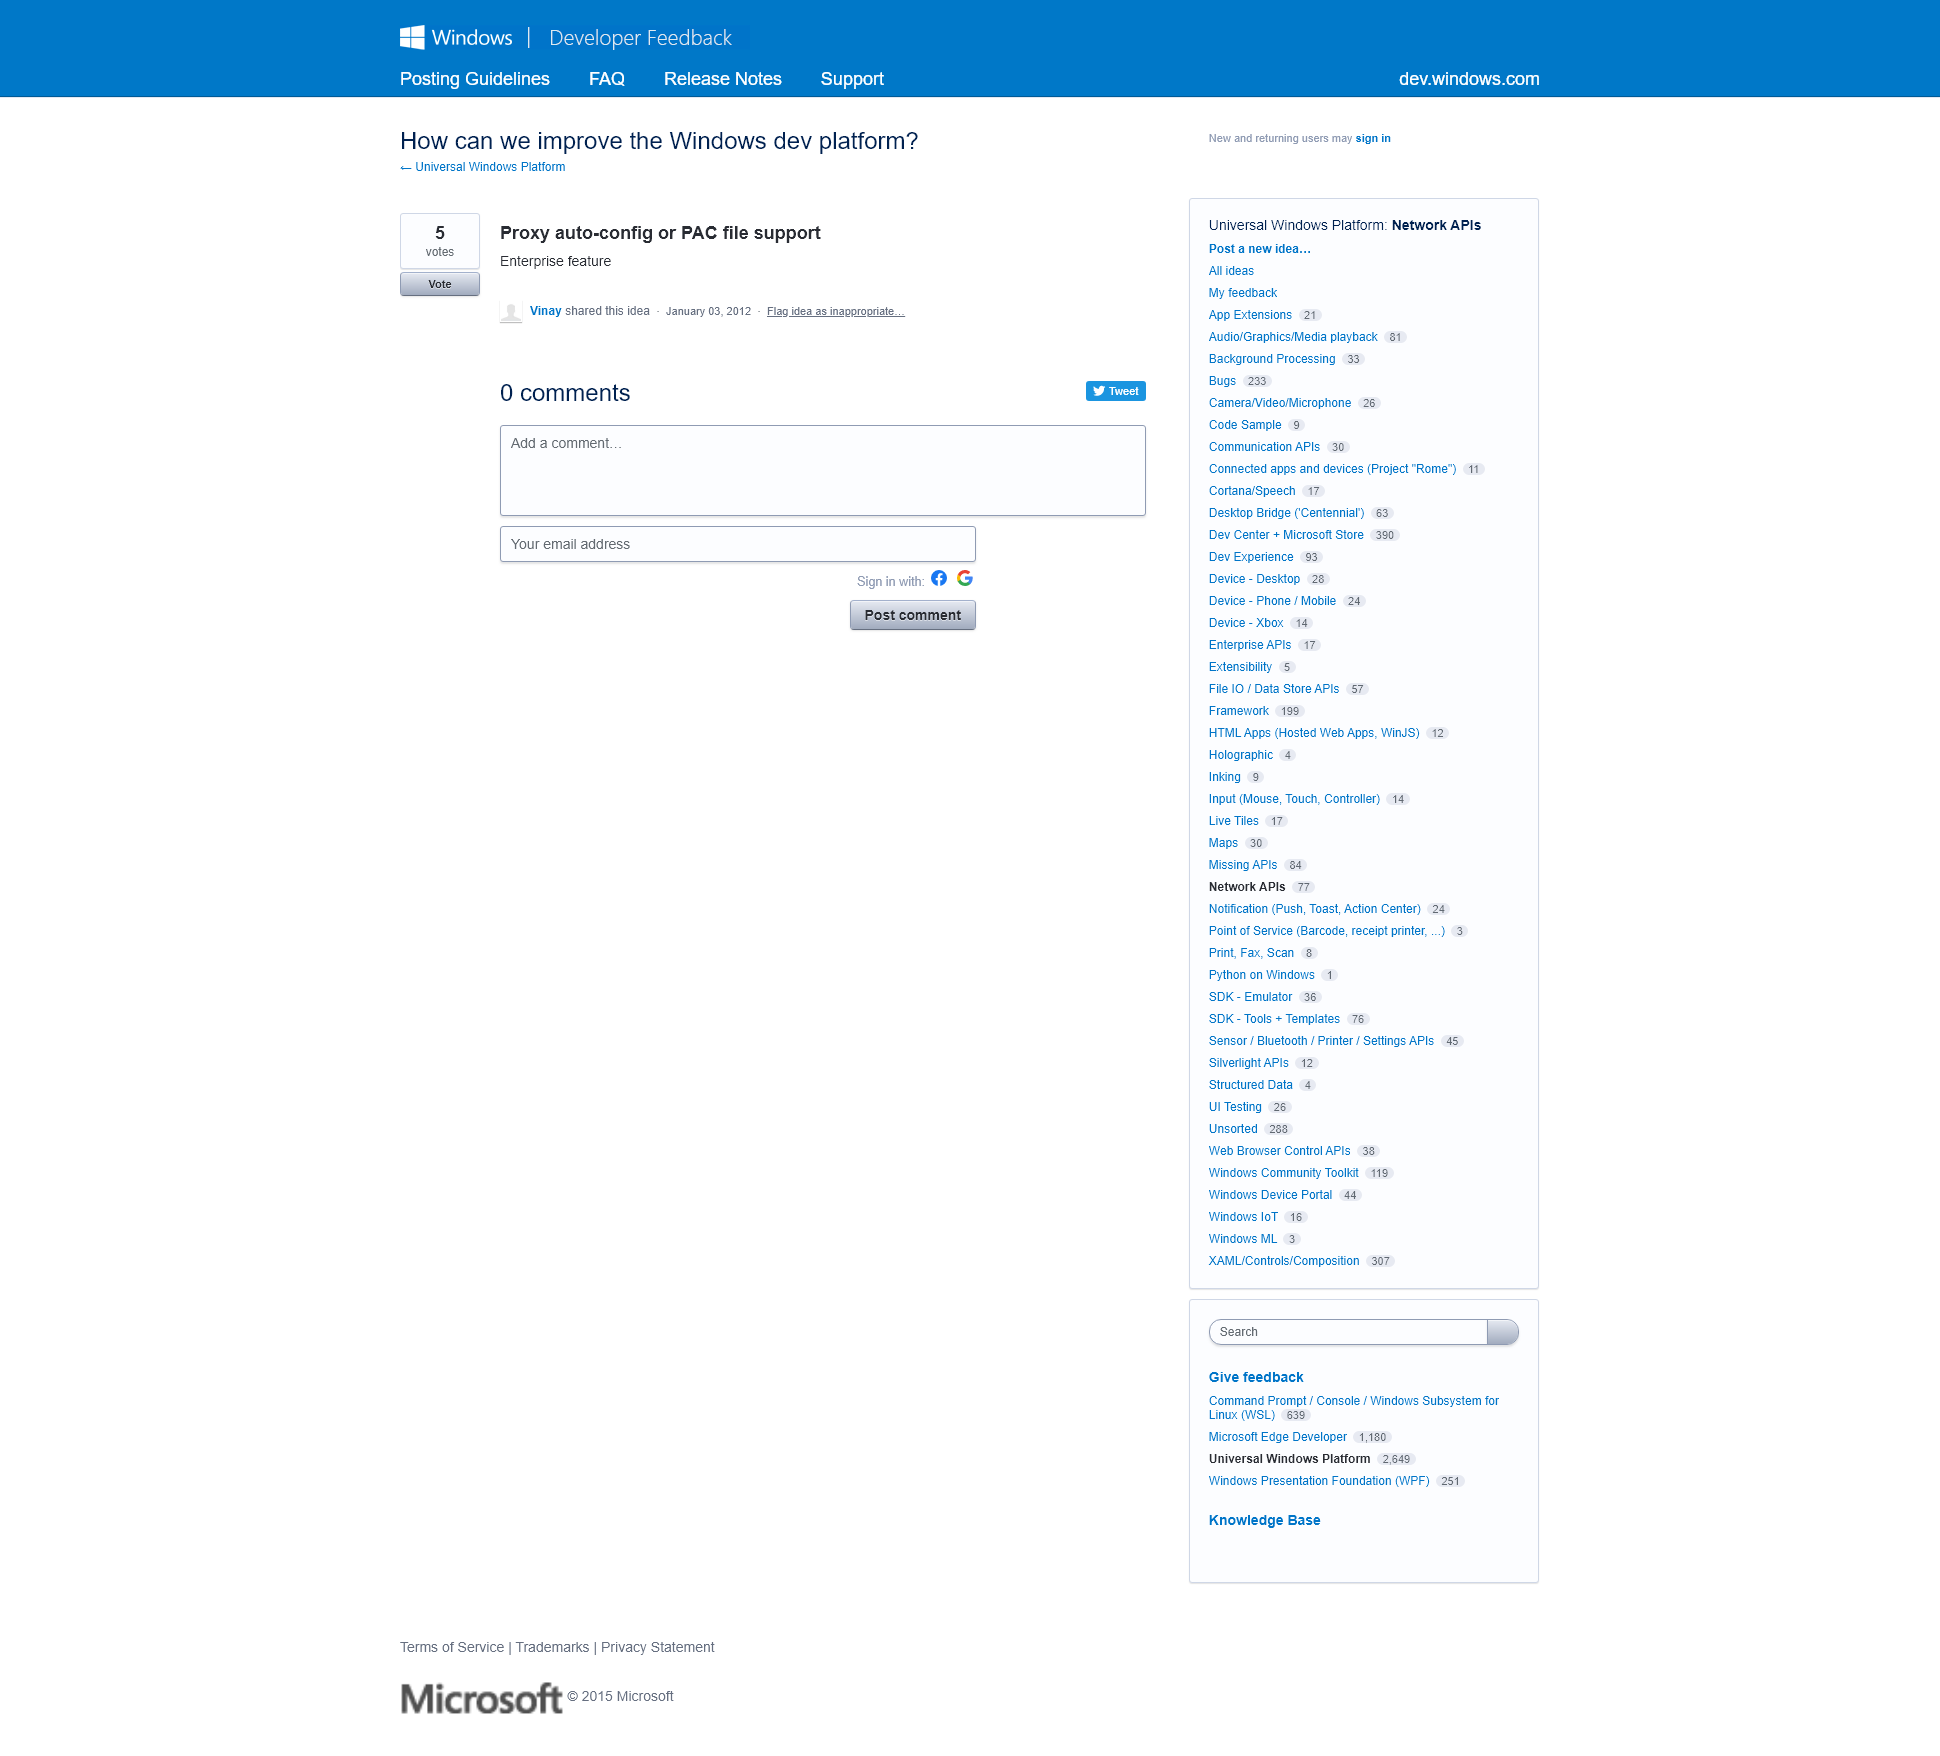 Windows | Developer Feedback
Posting Guidelines FAQ Release Notes Support dev.windows.com
How can we improve the Windows dev platform?
← Universal Windows Platform
New and returning users may sign in
5
votes
Vote
Proxy auto-config or PAC file support
Enterprise feature
Vinay shared this idea · January 03, 2012 · Flag idea as inappropriate…
0 comments
Tweet
Add a comment…
Your email address
Sign in with:
Post comment
Universal Windows Platform: Network APIs
Post a new idea…
All ideas
My feedback
App Extensions 21
Audio/Graphics/Media playback 81
Background Processing 33
Bugs 233
Camera/Video/Microphone 26
Code Sample 9
Communication APIs 30
Connected apps and devices (Project "Rome") 11
Cortana/Speech 17
Desktop Bridge ('Centennial') 63
Dev Center + Microsoft Store 390
Dev Experience 93
Device - Desktop 28
Device - Phone / Mobile 24
Device - Xbox 14
Enterprise APIs 17
Extensibility 5
File IO / Data Store APIs 57
Framework 199
HTML Apps (Hosted Web Apps, WinJS) 12
Holographic 4
Inking 9
Input (Mouse, Touch, Controller) 14
Live Tiles 17
Maps 30
Missing APIs 84
Network APIs 77
Notification (Push, Toast, Action Center) 24
Point of Service (Barcode, receipt printer, ...) 3
Print, Fax, Scan 8
Python on Windows 1
SDK - Emulator 36
SDK - Tools + Templates 76
Sensor / Bluetooth / Printer / Settings APIs 45
Silverlight APIs 12
Structured Data 4
UI Testing 26
Unsorted 288
Web Browser Control APIs 38
Windows Community Toolkit 119
Windows Device Portal 44
Windows IoT 16
Windows ML 3
XAML/Controls/Composition 307
Search
Give feedback
Command Prompt / Console / Windows Subsystem for
Linux (WSL) 639
Microsoft Edge Developer 1,180
Universal Windows Platform 2,649
Windows Presentation Foundation (WPF) 251
Knowledge Base
Terms of Service | Trademarks | Privacy Statement
Microsoft © 2015 Microsoft